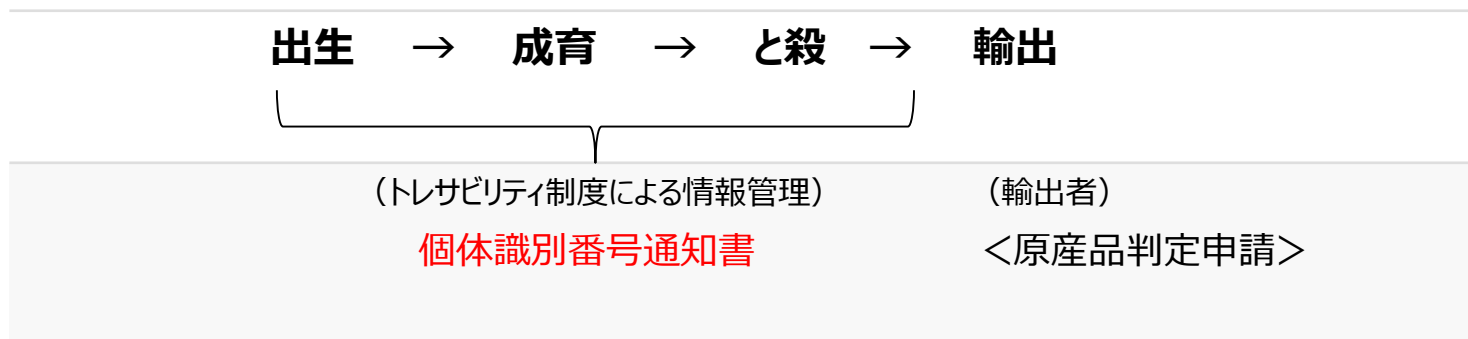 出生 → 成育 → と殺 → 輸出
（トレサビリティ制度による情報管理） （輸出者）
個体識別番号通知書 ＜原産品判定申請＞